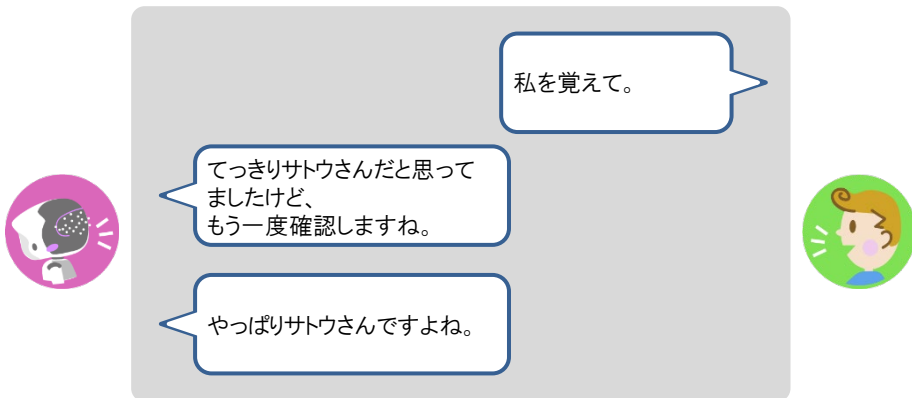 私を覚えて。
てっきりサトウさんだと思って
ましたけど、
もう一度確認しますね。
やっぱりサトウさんですよね。